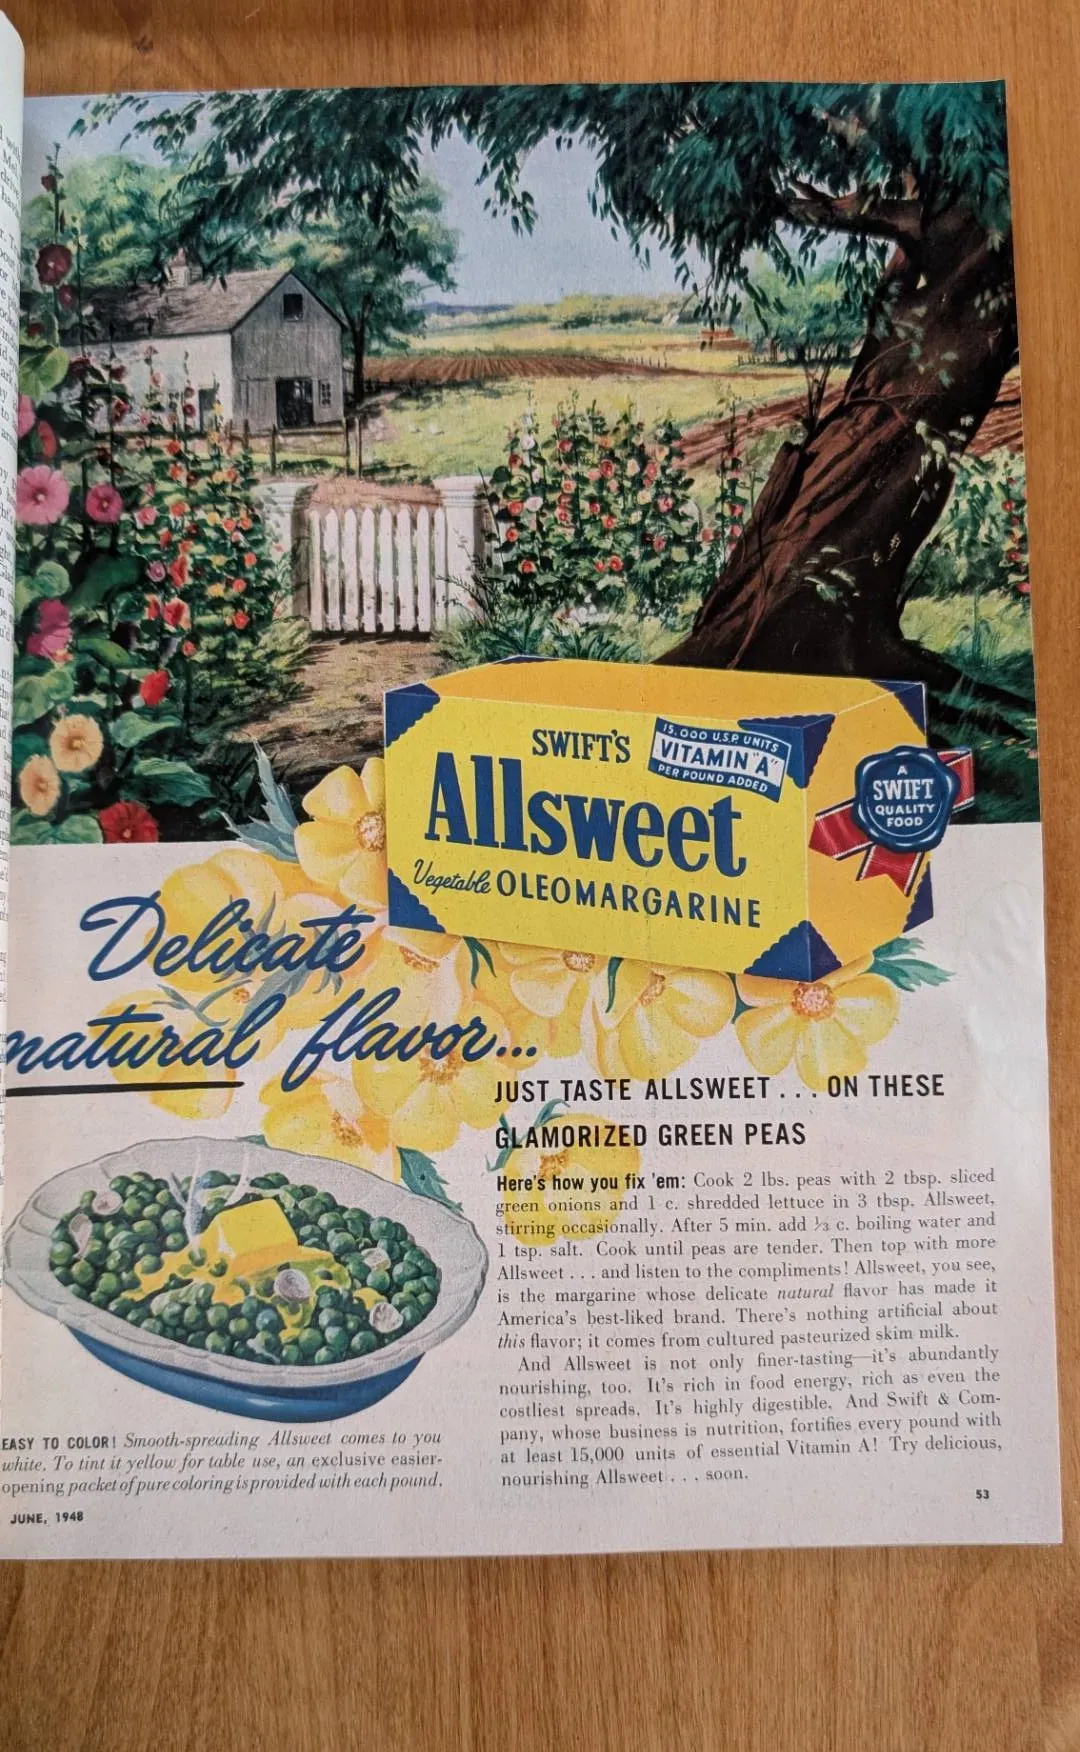 SWIFT'S
15,000 U.S.P. UNITS
VITAMIN "A"
PER POUND ADDED
Allsweet
Vegetable OLEOMARGARINE
A
SWIFT
QUALITY
FOOD
Delicate
natural flavor...
JUST TASTE ALLSWEET . . . ON THESE
GLAMORIZED GREEN PEAS
Here's how you fix 'em: Cook 2 lbs. peas with 2 tbsp. sliced
green onions and 1 c. shredded lettuce in 3 tbsp. Allsweet,
stirring occasionally. After 5 min. add ⅓ c. boiling water and
1 tsp. salt. Cook until peas are tender. Then top with more
Allsweet . . . and listen to the compliments! Allsweet, you see,
is the margarine whose delicate natural flavor has made it
America's best-liked brand. There's nothing artificial about
this flavor; it comes from cultured pasteurized skim milk.
And Allsweet is not only finer-tasting—it's abundantly
nourishing, too. It's rich in food energy, rich as even the
costliest spreads. It's highly digestible. And Swift & Com-
pany, whose business is nutrition, fortifies every pound with
at least 15,000 units of essential Vitamin A! Try delicious,
nourishing Allsweet . . . soon.
EASY TO COLOR! Smooth-spreading Allsweet comes to you
white. To tint it yellow for table use, an exclusive easier-
opening packet of pure coloring is provided with each pound.
JUNE, 1948
53